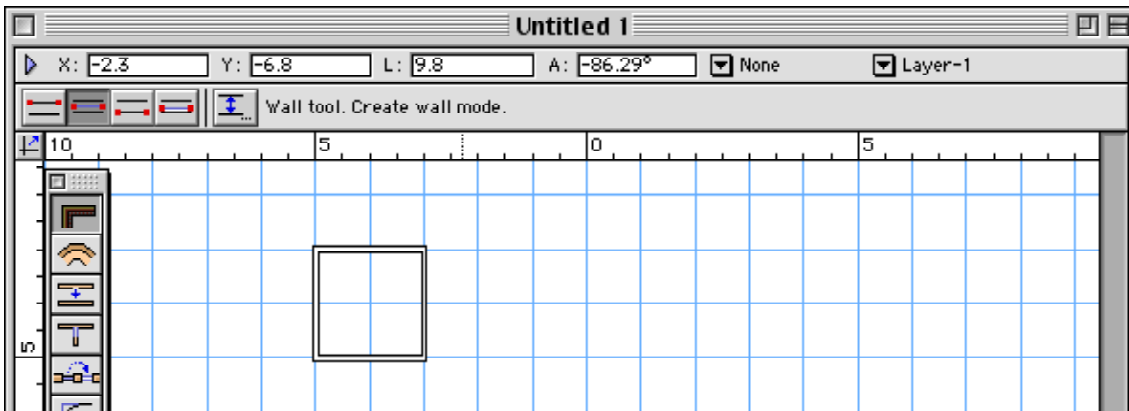 Untitled 1
X: -2.3 Y: -6.8 L: 9.8 A: -86.29° None Layer-1
... Wall tool. Create wall mode.
10 5 0 5
5